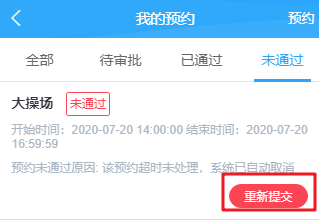 我的预约 预约
全部 待审批 已通过 未通过
大操场 未通过
开始时间：2020-07-20 14:00:00 结束时间：2020-07-20
16:59:59
预约未通过原因: 该预约超时未处理，系统已自动取消
重新提交